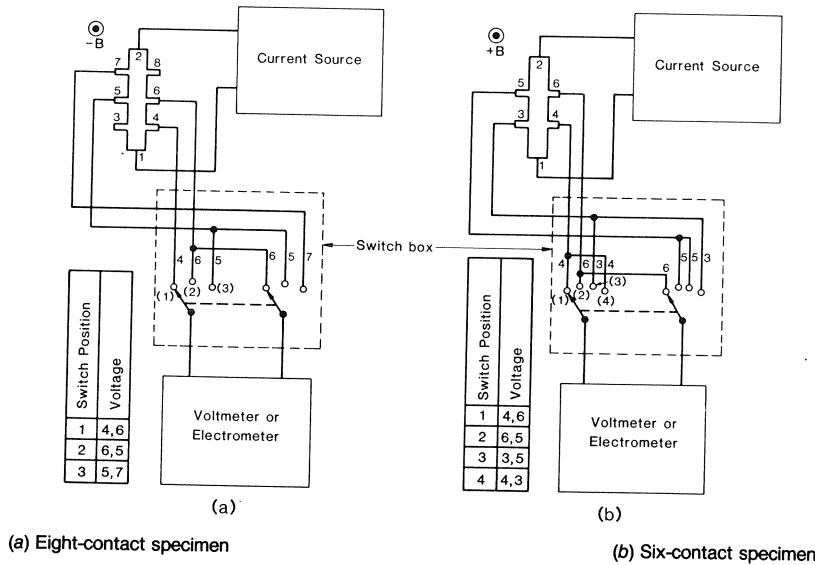 −B
2
7
8
5
6
3
4
1
Current Source
4
6
5
6
5
7
(1)
(2)
(3)
Switch Position
Voltage
1 4,6
2 6,5
3 5,7
Voltmeter or
Electrometer
(a)
(a) Eight-contact specimen
Switch box
+B
2
5
6
3
4
1
Current Source
4
6
3
4
6
5
5
3
(1)
(2)
(3)
(4)
Switch Position
Voltage
1 4,6
2 6,5
3 3,5
4 4,3
Voltmeter or
Electrometer
(b)
(b) Six-contact specimen